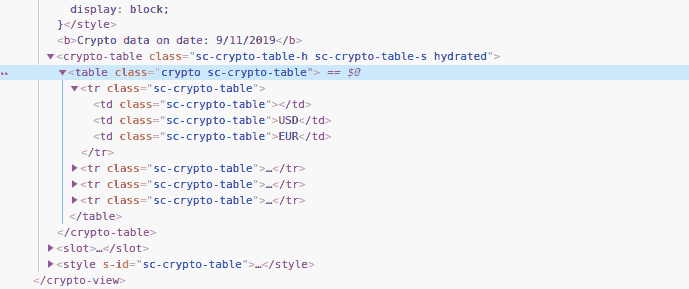 display: block;
}</style>
<b>Crypto data on date: 9/11/2019</b>
▼<crypto-table class="sc-crypto-table-h sc-crypto-table-s hydrated">
▼<table class="crypto sc-crypto-table"> == $0
▼<tr class="sc-crypto-table">
<td class="sc-crypto-table"></td>
<td class="sc-crypto-table">USD</td>
<td class="sc-crypto-table">EUR</td>
</tr>
▶<tr class="sc-crypto-table">…</tr>
▶<tr class="sc-crypto-table">…</tr>
▶<tr class="sc-crypto-table">…</tr>
</table>
</crypto-table>
▶<slot>…</slot>
▶<style s-id="sc-crypto-table">…</style>
</crypto-view>